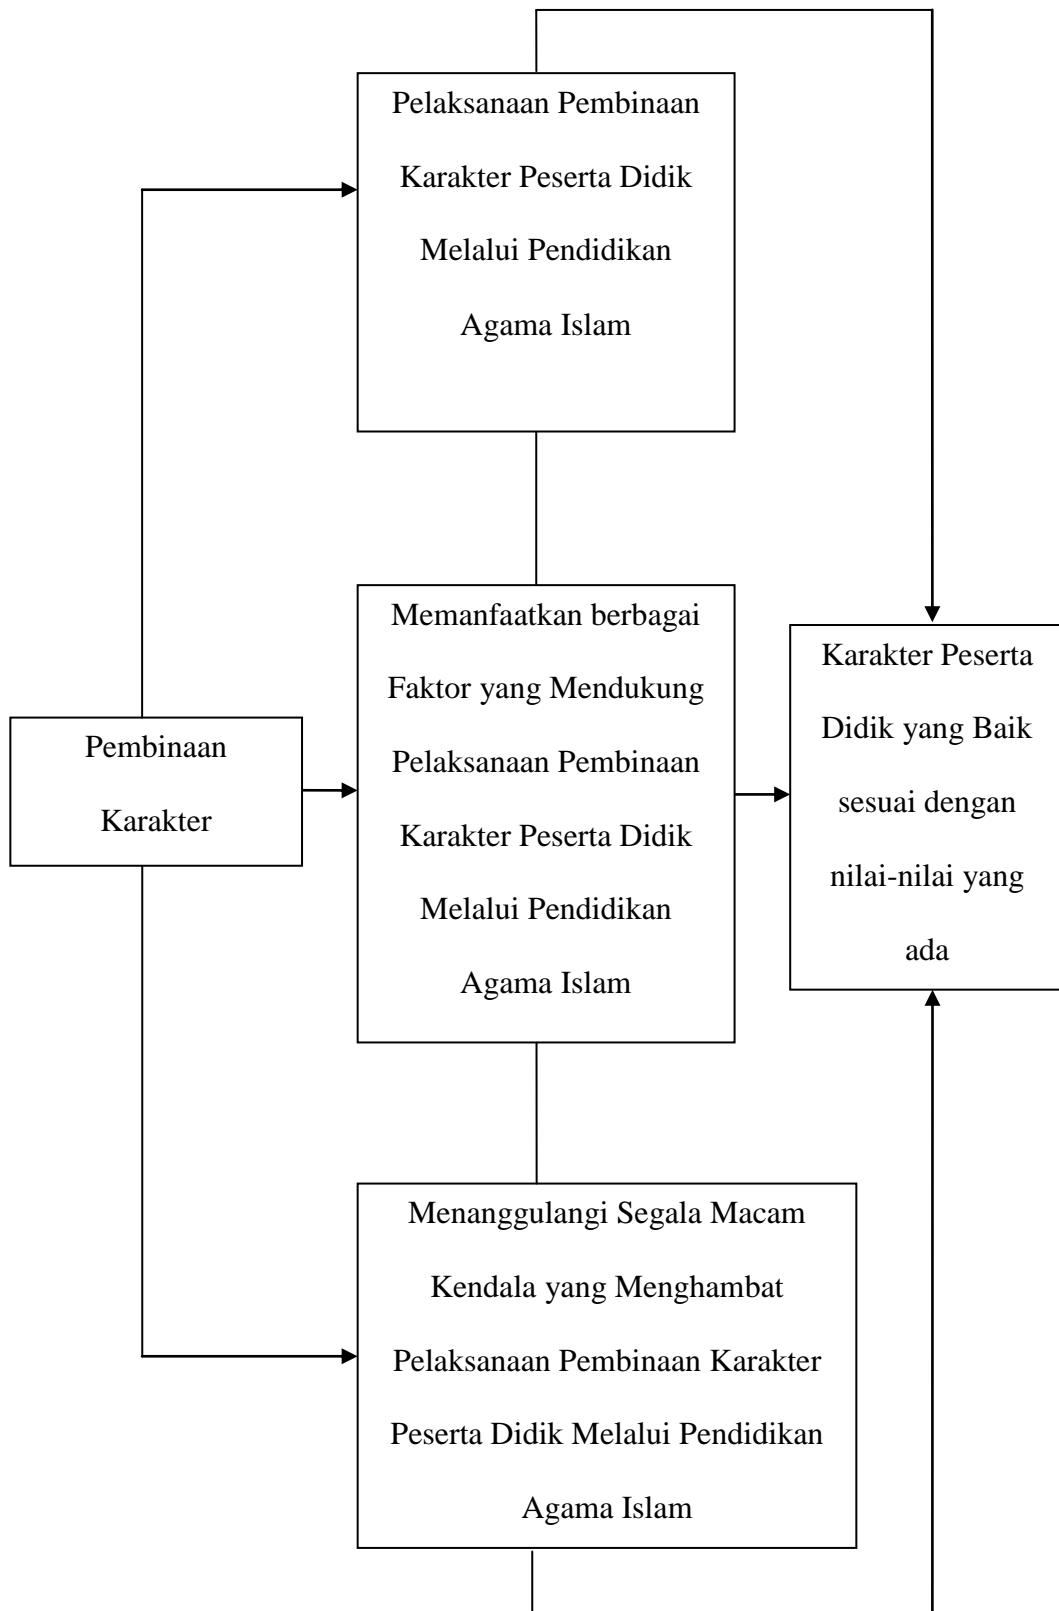 Pelaksanaan Pembinaan
Karakter Peserta Didik
Melalui Pendidikan
Agama Islam
Memanfaatkan berbagai
Faktor yang Mendukung
Pelaksanaan Pembinaan
Karakter Peserta Didik
Melalui Pendidikan
Agama Islam
Pembinaan
Karakter
Karakter Peserta
Didik yang Baik
sesuai dengan
nilai-nilai yang
ada
Menanggulangi Segala Macam
Kendala yang Menghambat
Pelaksanaan Pembinaan Karakter
Peserta Didik Melalui Pendidikan
Agama Islam